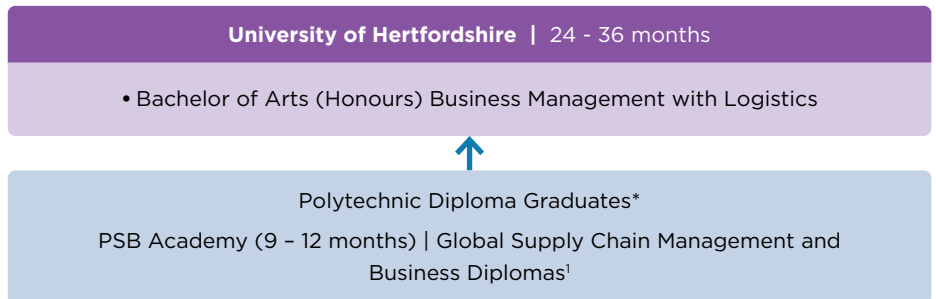 University of Hertfordshire | 24 - 36 months
• Bachelor of Arts (Honours) Business Management with Logistics
Polytechnic Diploma Graduates*
PSB Academy (9 – 12 months) | Global Supply Chain Management and
Business Diplomas¹